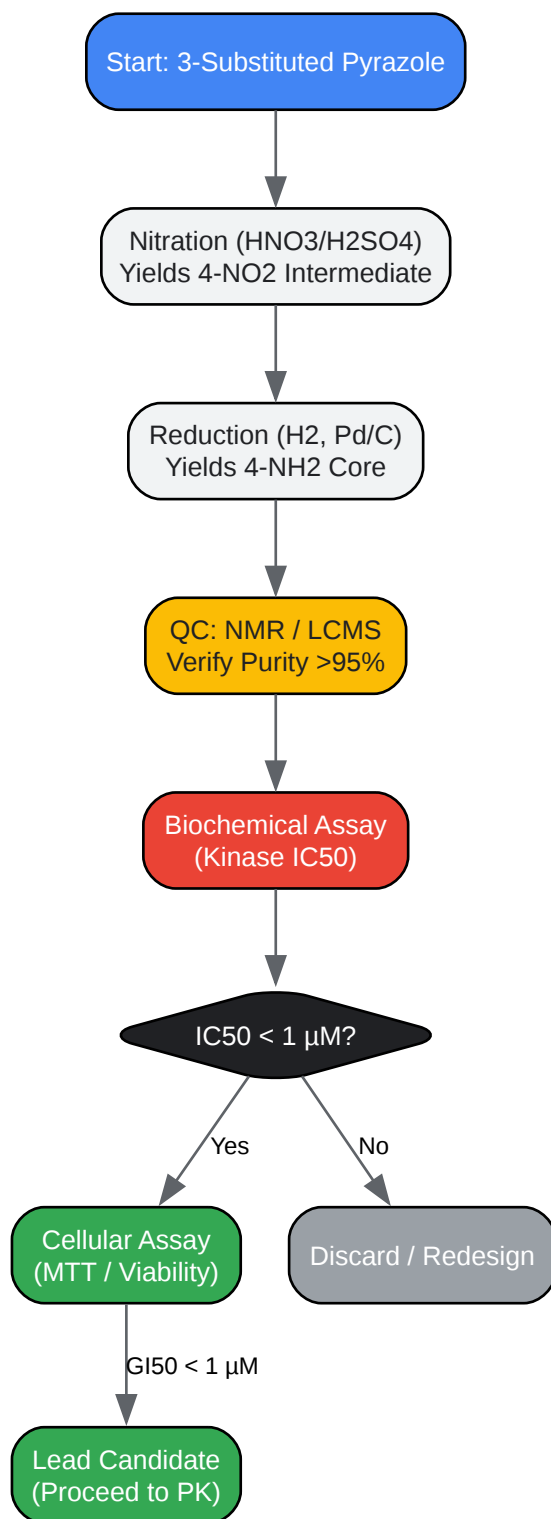 Start: 3-Substituted Pyrazole
Nitration (HNO3/H2SO4)
Yields 4-NO2 Intermediate
Reduction (H2, Pd/C)
Yields 4-NH2 Core
QC: NMR / LCMS
Verify Purity >95%
Biochemical Assay
(Kinase IC50)
IC50 < 1 µM?
Yes
No
Cellular Assay
(MTT / Viability)
Discard / Redesign
GI50 < 1 µM
Lead Candidate
(Proceed to PK)